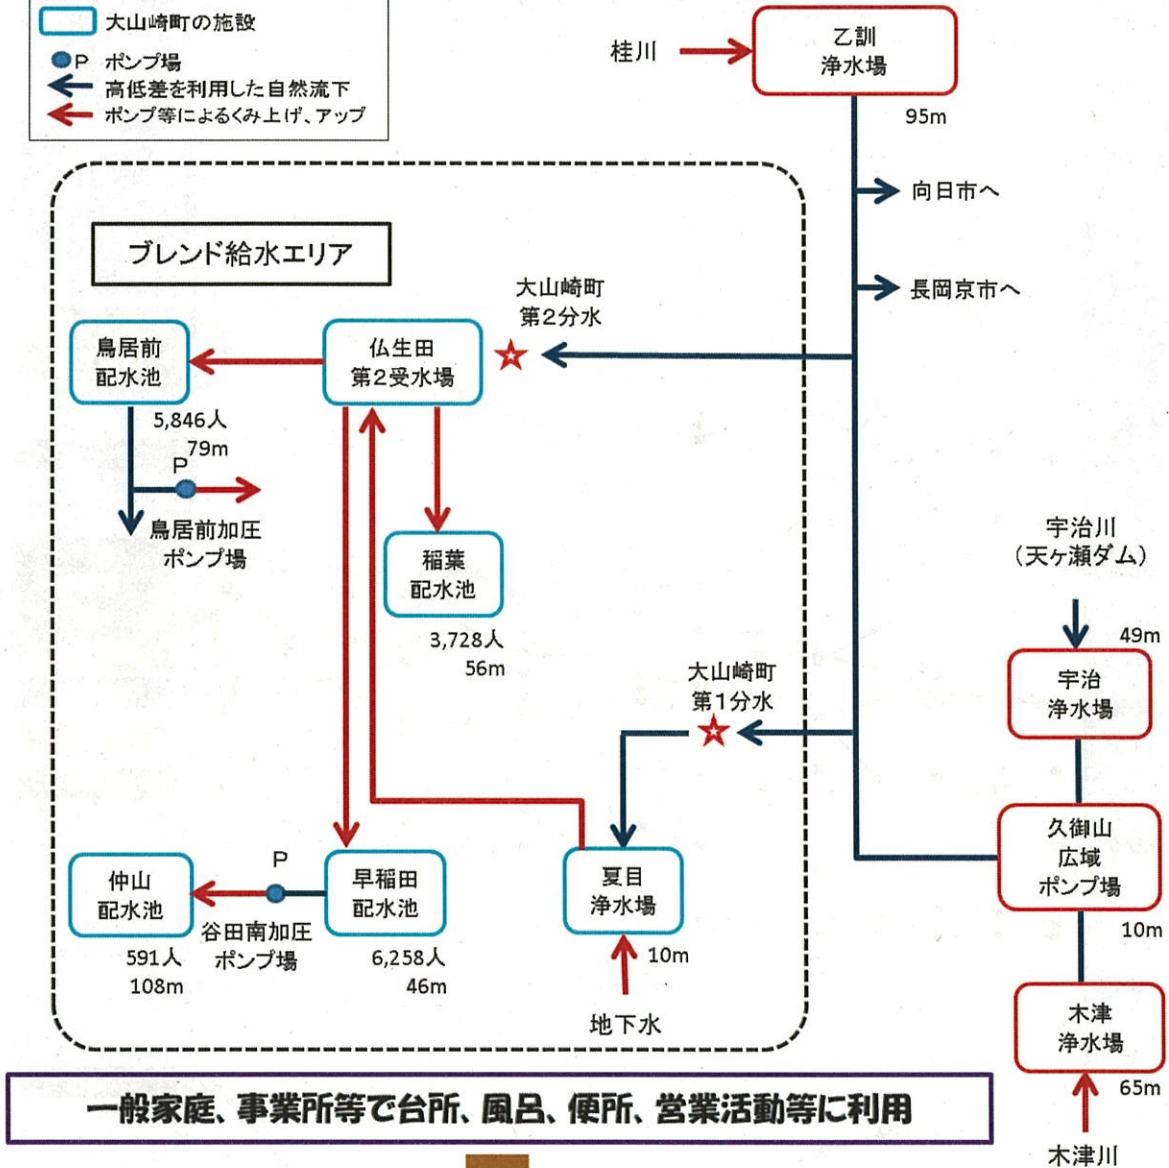 大山崎町の施設
P ポンプ場
高低差を利用した自然流下
ポンプ等によるくみ上げ、アップ
桂川
乙訓
浄水場
95m
向日市へ
長岡京市へ
ブレンド給水エリア
大山崎町
第2分水
鳥居前
配水池
仏生田
第2受水場
5,846人
79m
P
鳥居前加圧
ポンプ場
稲葉
配水池
3,728人
56m
宇治川
(天ヶ瀬ダム)
49m
宇治
浄水場
大山崎町
第1分水
久御山
広域
ポンプ場
10m
仲山
配水池
591人
108m
P
谷田南加圧
ポンプ場
早稲田
配水池
6,258人
46m
夏目
浄水場
10m
地下水
木津
浄水場
65m
木津川
一般家庭、事業所等で台所、風呂、便所、営業活動等に利用